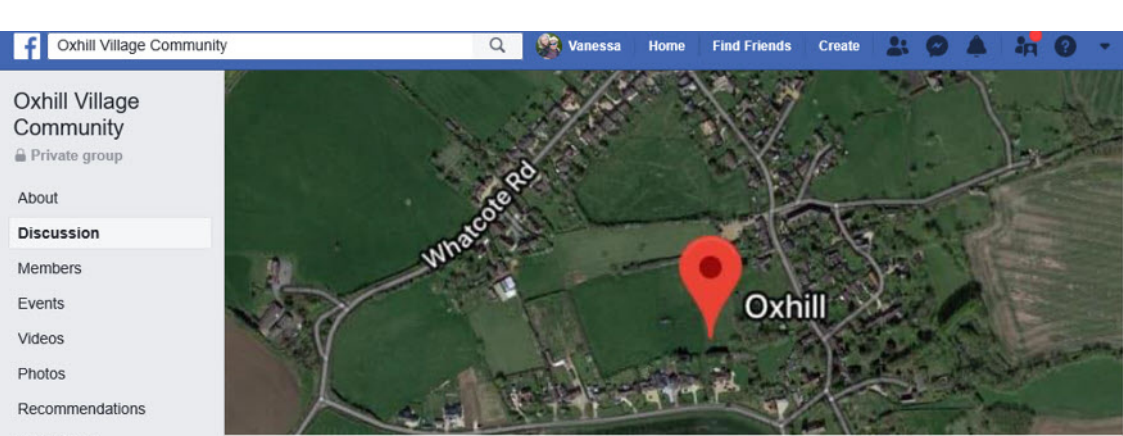 f Oxhill Village Community Vanessa Home Find Friends Create ?
Oxhill Village
Community
Private group
About
Discussion
Members
Events
Videos
Photos
Recommendations
Whatcote Rd
Oxhill